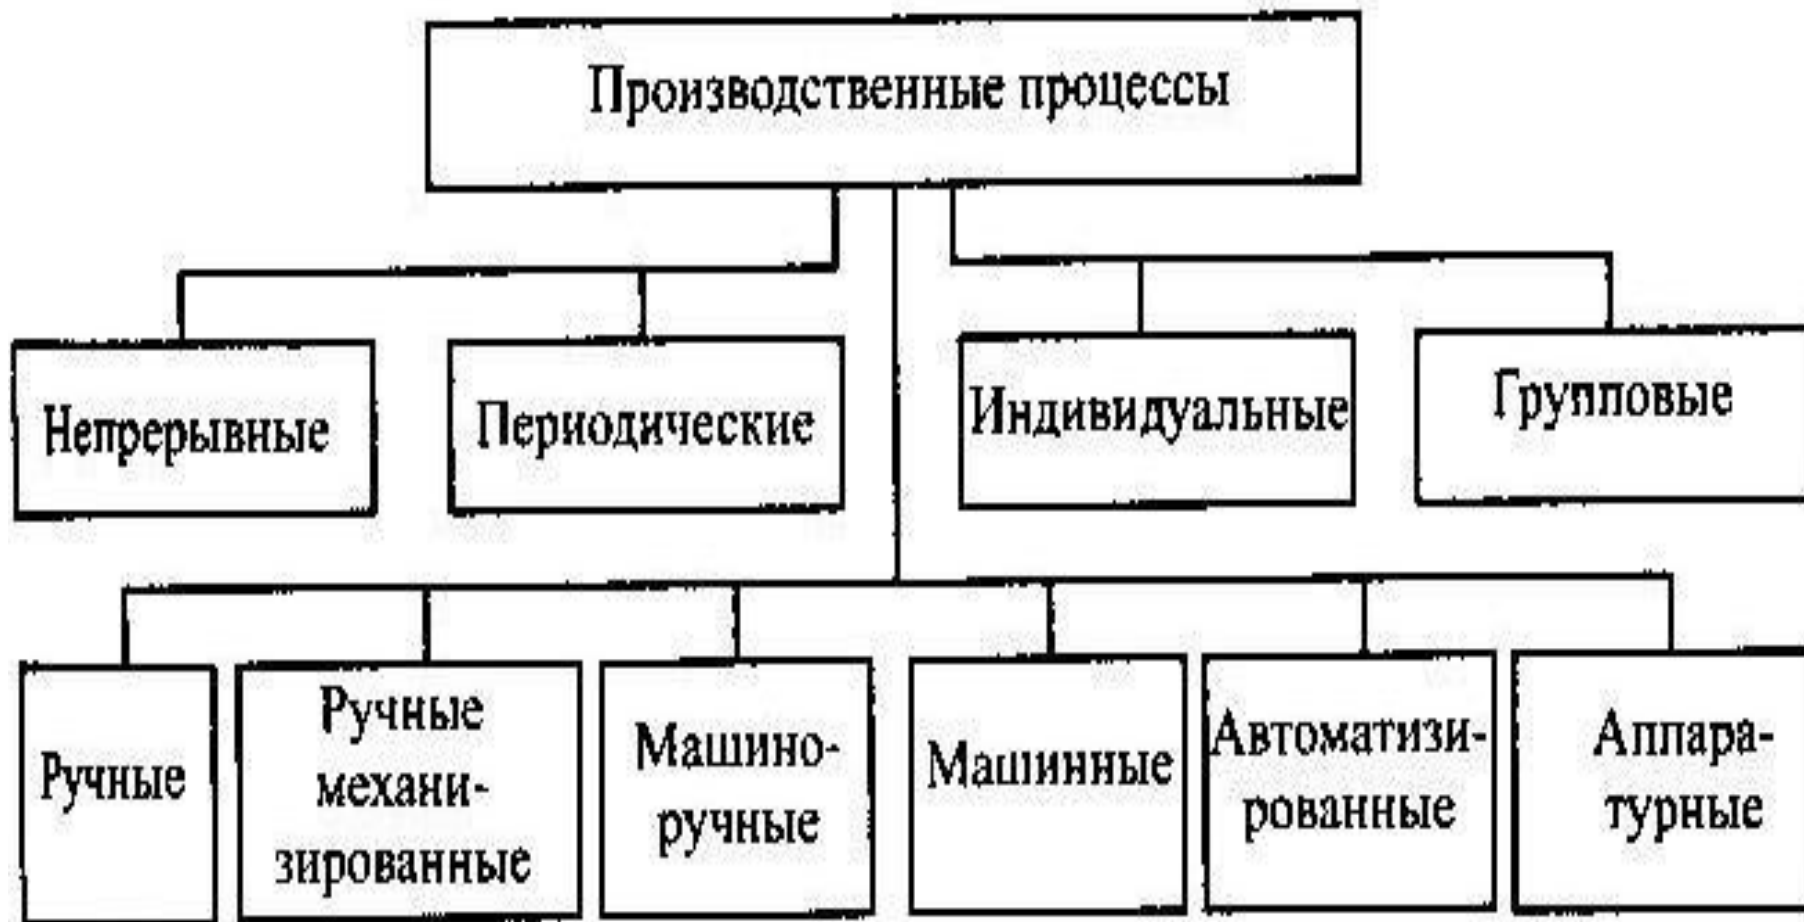 Производственные процессы
Непрерывные
Периодические
Индивидуальные
Групповые
Ручные
Ручные
механи-
зированные
Машино-
ручные
Машинные
Автоматизи-
рованные
Аппара-
турные